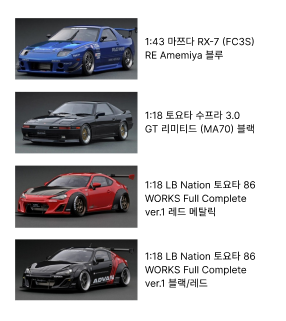 1:43 마쯔다 RX-7 (FC3S)
RE Amemiya 블루
1:18 토요타 수프라 3.0
GT 리미티드 (MA70) 블랙
1:18 LB Nation 토요타 86
WORKS Full Complete
ver.1 레드 메탈릭
1:18 LB Nation 토요타 86
WORKS Full Complete
ver.1 블랙/레드
ADVAN